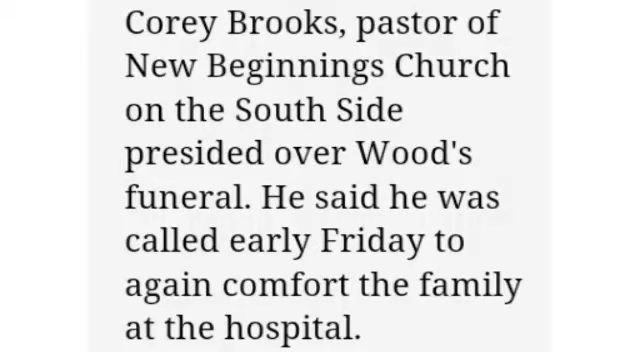 Corey Brooks, pastor of
New Beginnings Church
on the South Side
presided over Wood's
funeral. He said he was
called early Friday to
again comfort the family
at the hospital.